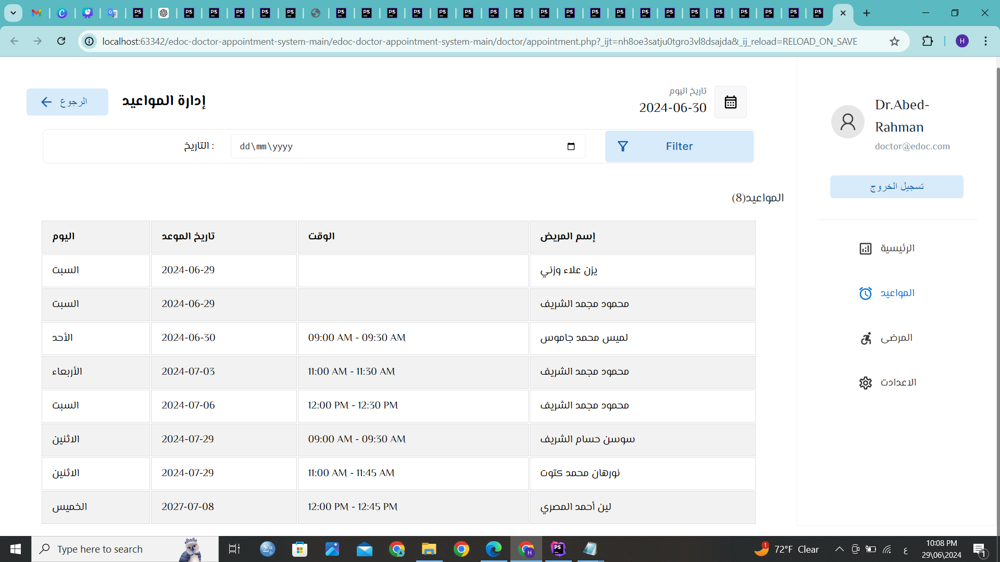 localhost:63342/edoc-doctor-appointment-system-main/edoc-doctor-appointment-system-main/doctor/appointment.php?_ijt=nh8oe3satju0tgro3vl8dsajda&_ij_reload=RELOAD_ON_SAVE
H
الرجوع
إدارة المواعيد
تاريخ اليوم
2024-06-30
التاريخ :
dd\mm\yyyy
Filter
المواعيد(8)
اليوم تاريخ الموعد الوقت إسم المريض
السبت 2024-06-29 يزن علاء وزني
السبت 2024-06-29 محمود مجمد الشريف
الأحد 2024-06-30 09:00 AM - 09:30 AM لميس محمد جاموس
الأربعاء 2024-07-03 11:00 AM - 11:30 AM محمود مجمد الشريف
السبت 2024-07-06 12:00 PM - 12:30 PM محمود مجمد الشريف
الاثنين 2024-07-29 09:00 AM - 09:30 AM سوسن حسام الشريف
الاثنين 2024-07-29 11:00 AM - 11:45 AM نورهان محمد كتوت
الخميس 2027-07-08 12:00 PM - 12:45 PM لين أحمد المصري
Dr.Abed-
Rahman
doctor@edoc.com
تسجيل الخروج
الرئيسية
المواعيد
المرضى
الاعدادت
Type here to search
72°F Clear
ع
10:08 PM
29\06\2024
1